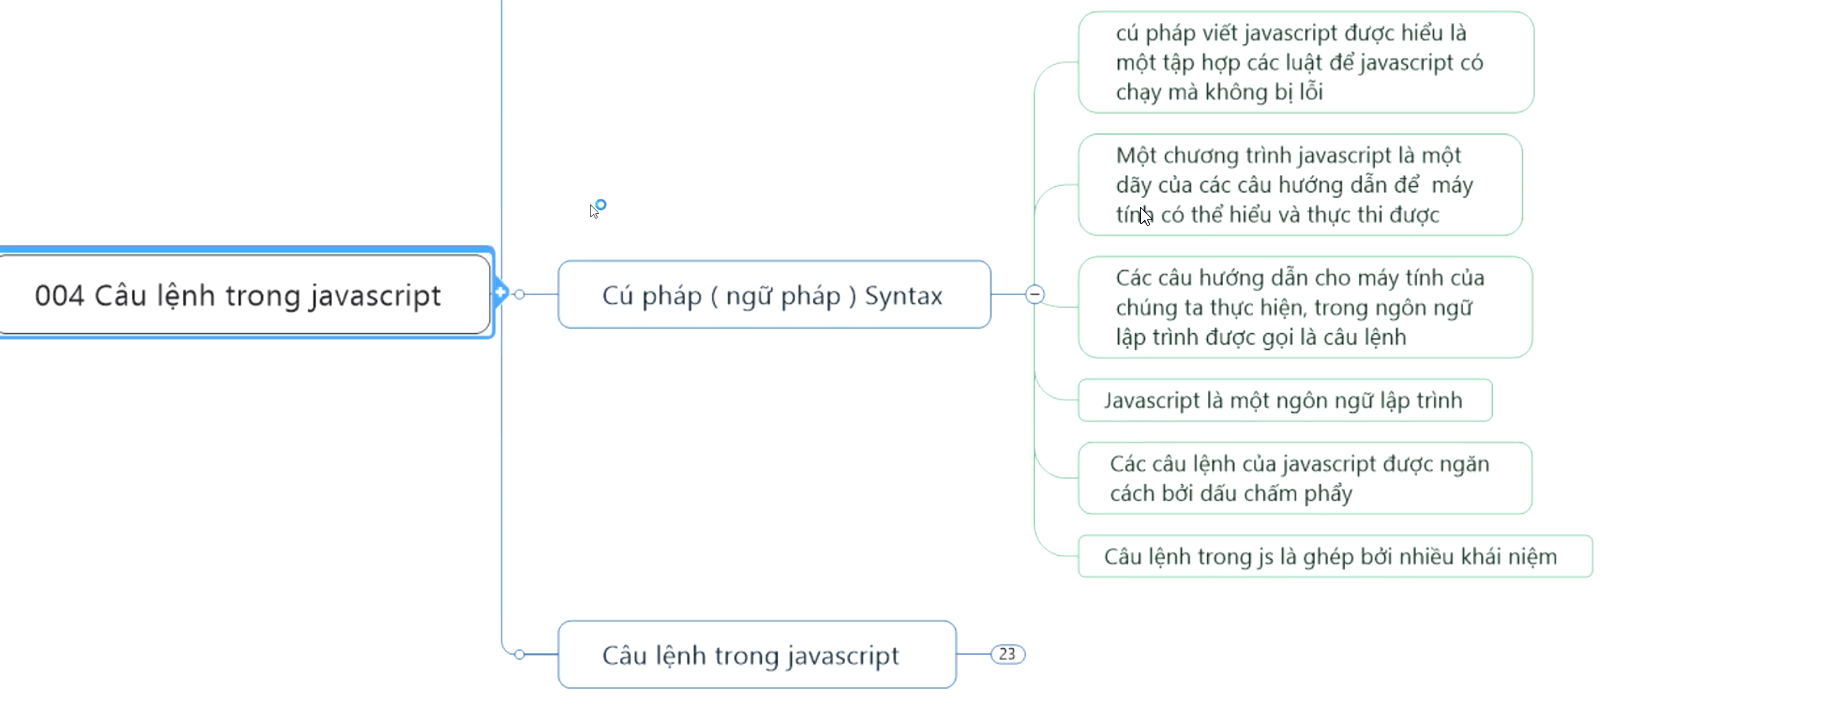 004 Câu lệnh trong javascript
Cú pháp ( ngữ pháp ) Syntax
cú pháp viết javascript được hiểu là
một tập hợp các luật để javascript có
chạy mà không bị lỗi
Một chương trình javascript là một
dãy của các câu hướng dẫn để  máy
tính có thể hiểu và thực thi được
Các câu hướng dẫn cho máy tính của
chúng ta thực hiện, trong ngôn ngữ
lập trình được gọi là câu lệnh
Javascript là một ngôn ngữ lập trình
Các câu lệnh của javascript được ngăn
cách bởi dấu chấm phẩy
Câu lệnh trong js là ghép bởi nhiều khái niệm
Câu lệnh trong javascript
23